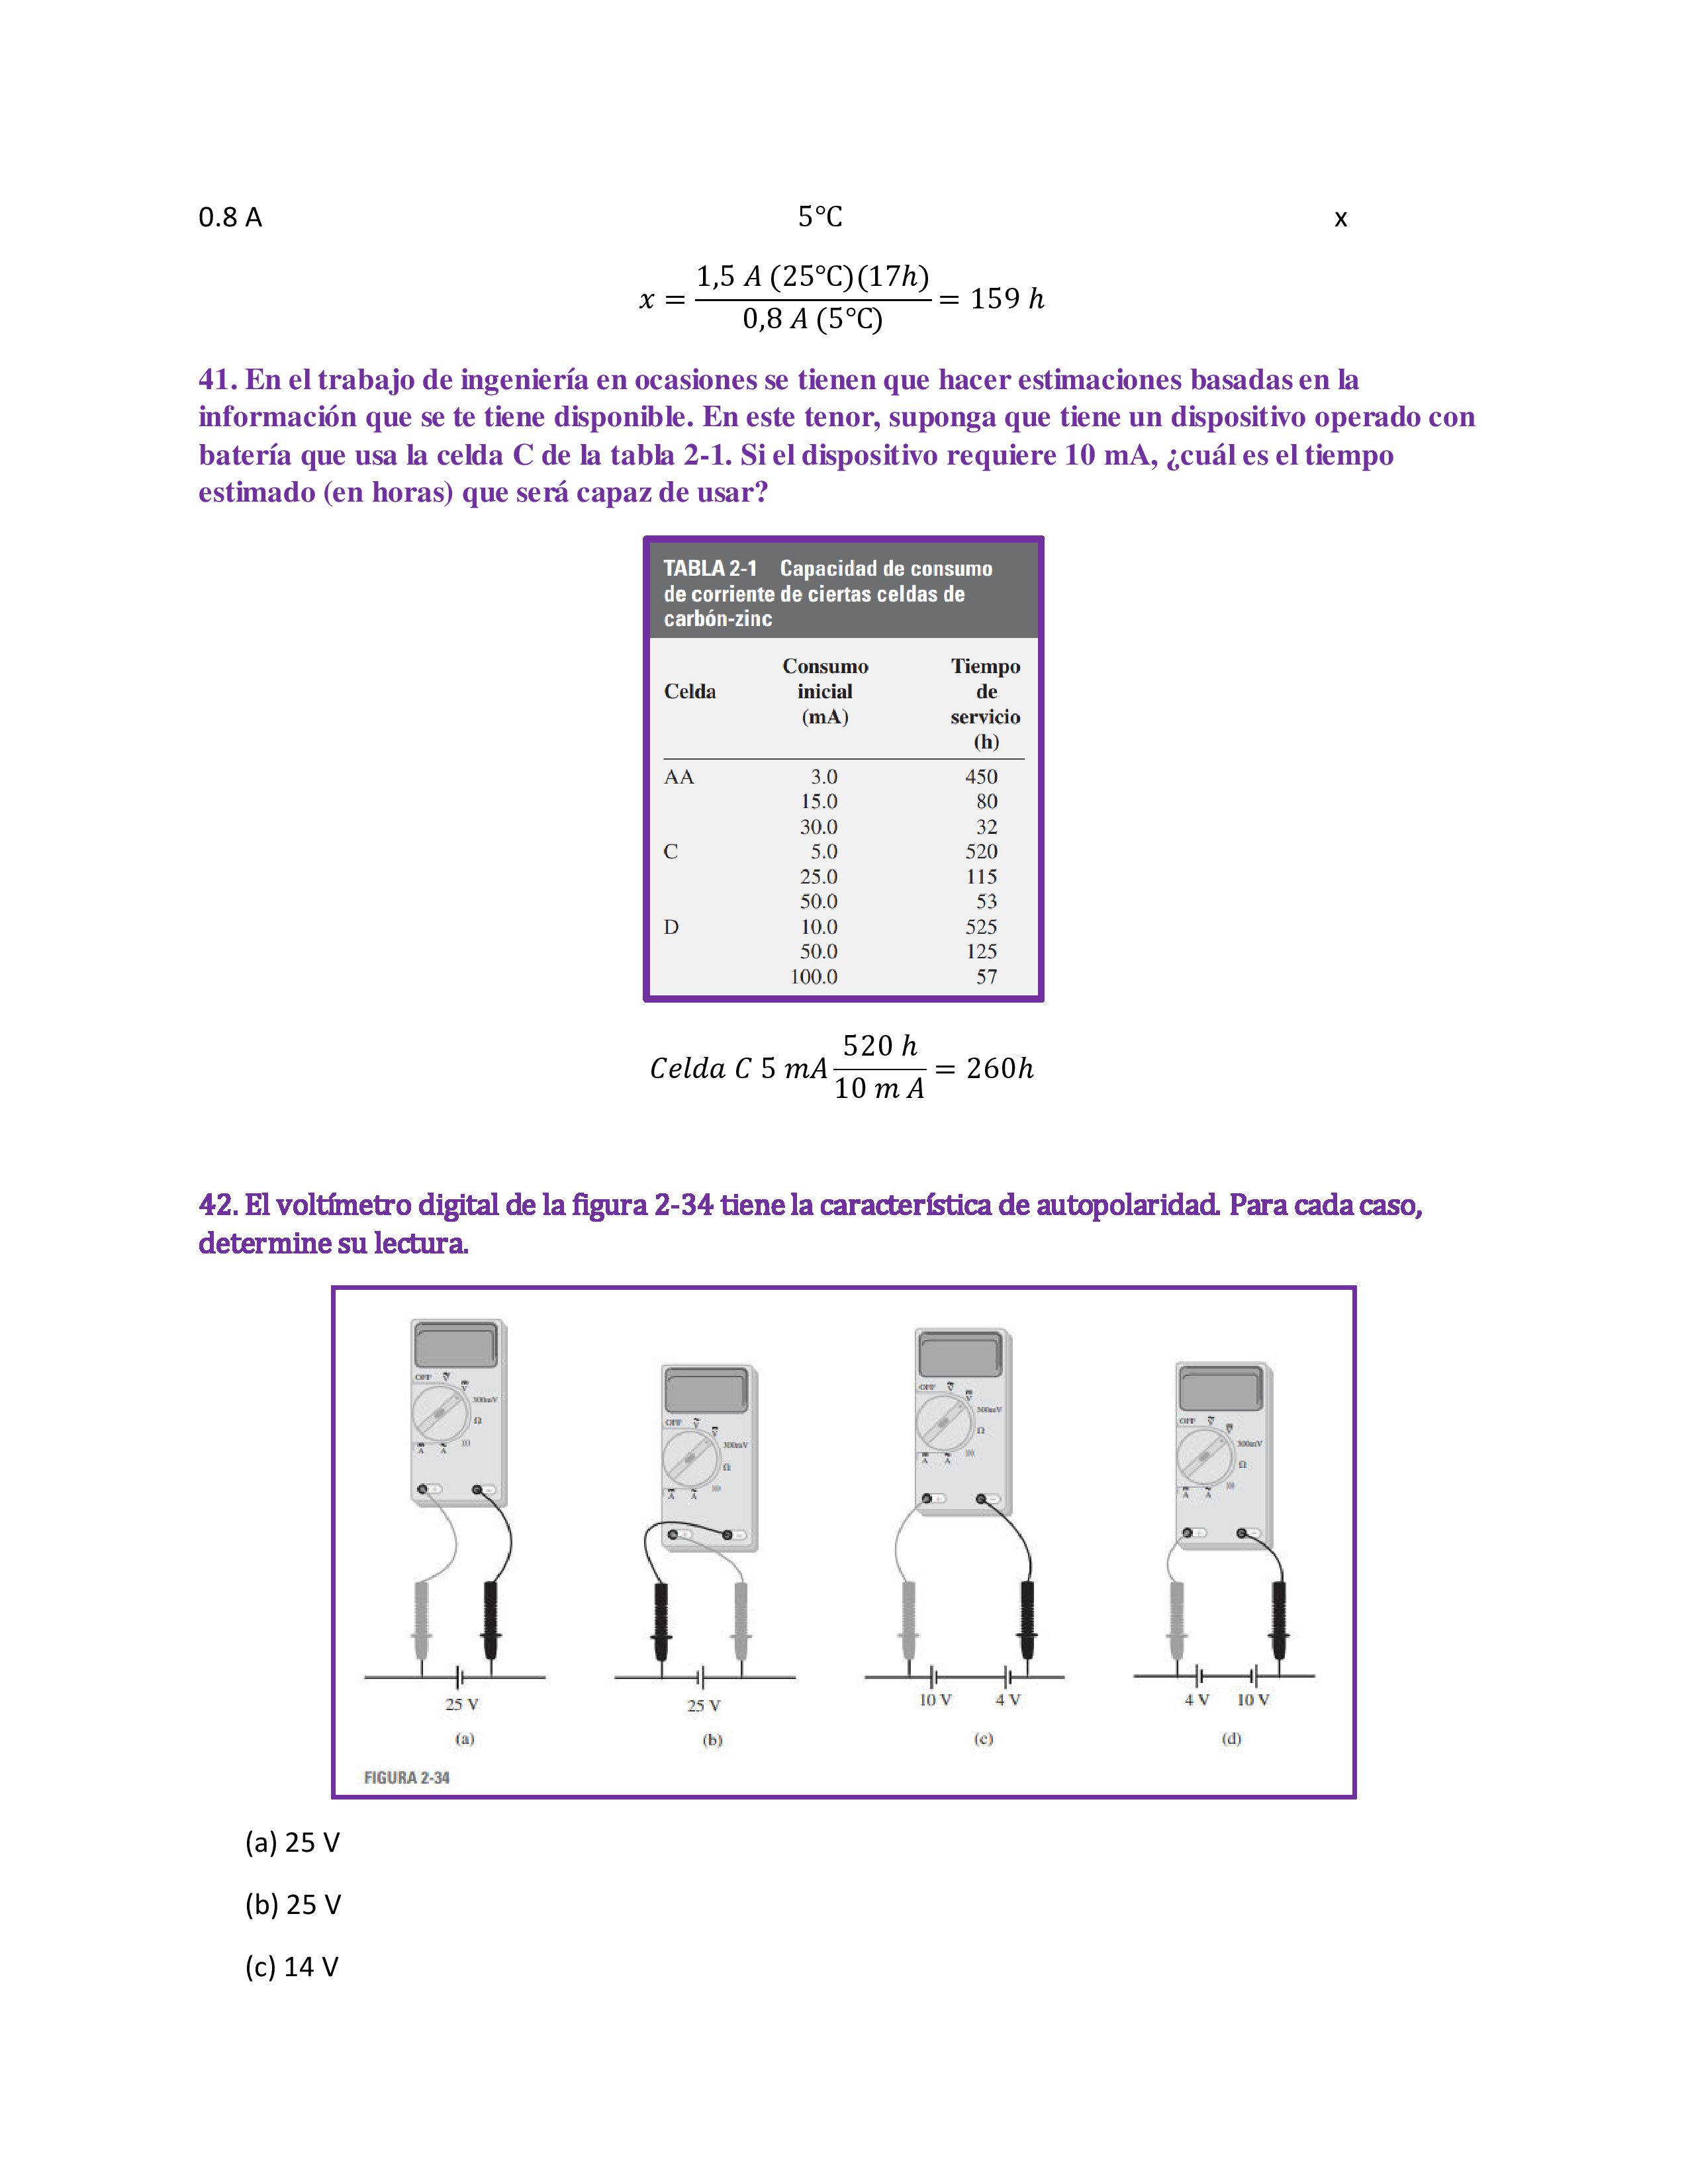 0.8 A 5°C x
x = 1,5 A (25°C)(17h) / 0,8 A (5°C) = 159 h
41. En el trabajo de ingeniería en ocasiones se tienen que hacer estimaciones basadas en la
información que se te tiene disponible. En este tenor, suponga que tiene un dispositivo operado con
batería que usa la celda C de la tabla 2-1. Si el dispositivo requiere 10 mA, ¿cuál es el tiempo
estimado (en horas) que será capaz de usar?
TABLA 2-1 Capacidad de consumo
de corriente de ciertas celdas de
carbón-zinc
Celda Consumo inicial (mA) Tiempo de servicio (h)
AA 3.0 450
15.0 80
30.0 32
C 5.0 520
25.0 115
50.0 53
D 10.0 525
50.0 125
100.0 57
Celda C 5 mA 520 h / 10 m A = 260h
42. El voltímetro digital de la figura 2-34 tiene la característica de autopolaridad. Para cada caso,
determine su lectura.
OFF V V 300mV Ω A A )))
OFF V V 300mV Ω A A )))
OFF V V 300mV Ω A A )))
OFF V V 300mV Ω A A )))
25 V 25 V 10 V 4 V 4 V 10 V
(a) (b) (c) (d)
FIGURA 2-34
(a) 25 V
(b) 25 V
(c) 14 V